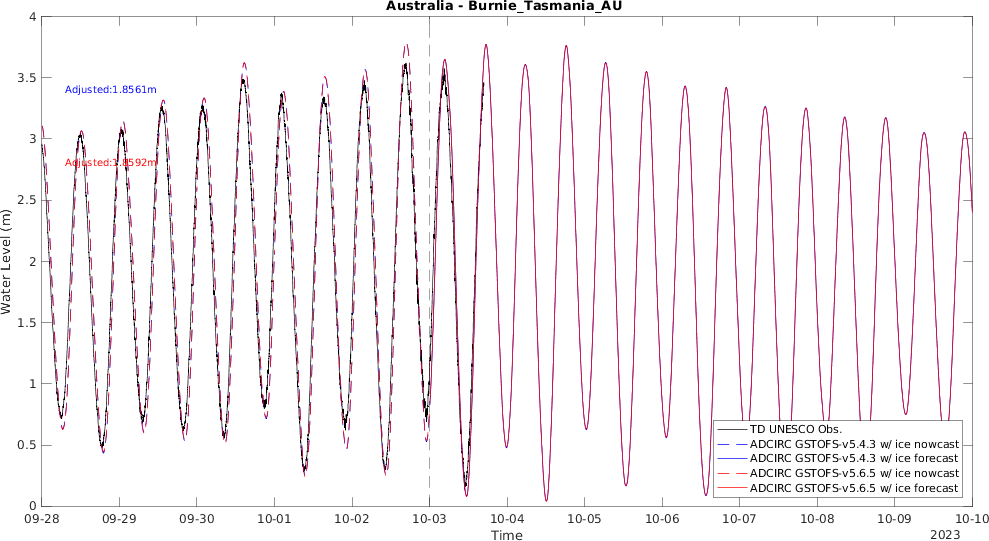 Australia - Burnie_Tasmania_AU
4
3.5
3
2.5
2
1.5
1
0.5
0
Water Level (m)
Adjusted:1.8561m
Adjusted:1.8592m
TD UNESCO Obs.
ADCIRC GSTOFS-v5.4.3 w/ ice nowcast
ADCIRC GSTOFS-v5.4.3 w/ ice forecast
ADCIRC GSTOFS-v5.6.5 w/ ice nowcast
ADCIRC GSTOFS-v5.6.5 w/ ice forecast
09-28 09-29 09-30 10-01 10-02 10-03 10-04 10-05 10-06 10-07 10-08 10-09 10-10
Time
2023